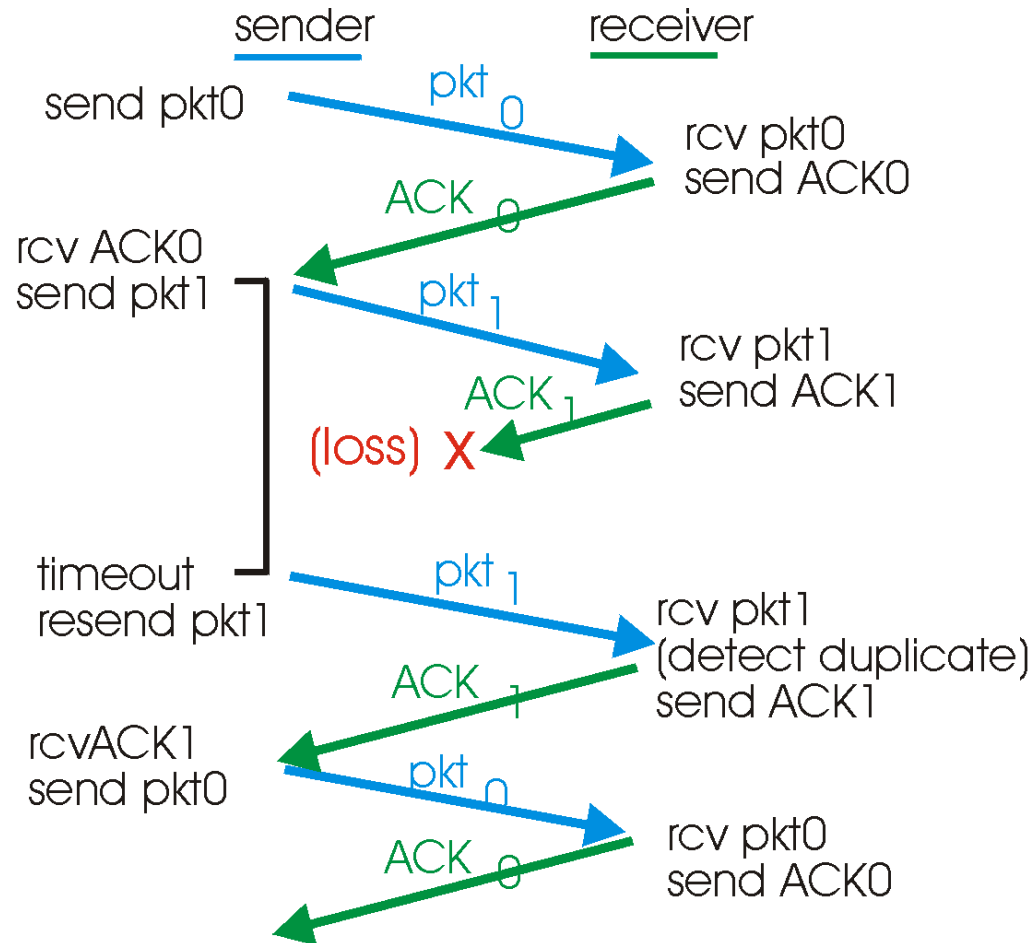 sender
receiver
send pkt0
pkt 0
rcv pkt0
send ACK0
ACK 0
rcv ACK0
send pkt1
pkt 1
rcv pkt1
send ACK1
ACK 1
(loss) X
timeout
resend pkt1
pkt 1
rcv pkt1
(detect duplicate)
send ACK1
ACK 1
rcvACK1
send pkt0
pkt 0
rcv pkt0
send ACK0
ACK 0